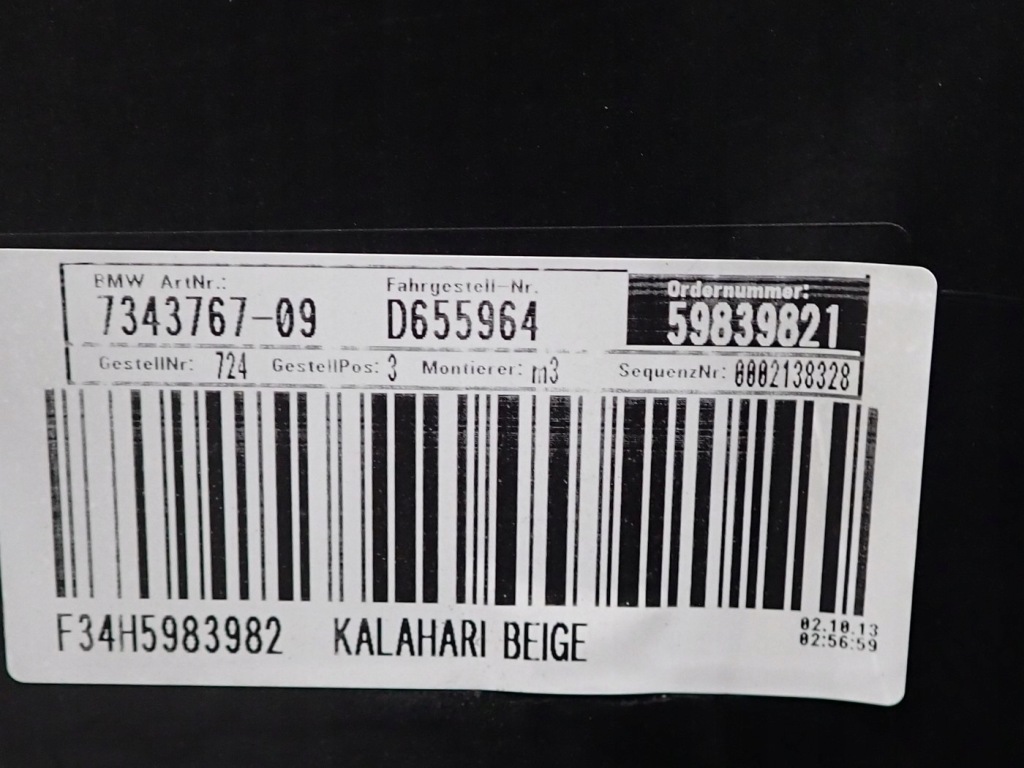 BMW ArtNr.: Fahrgestell-Nr. Ordernummer:
7343767-09 D655964 59839821
GestellNr: 724 GestellPos: 3 Montierer: m3 SequenzNr: 0002138328
F34H5983982 KALAHARI BEIGE 02.10.13
02:56:59